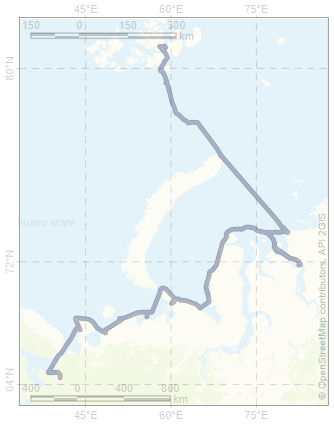 45°E 60°E 75°E
150 0 150 300
km
80°N
щево море
72°N
64°N
400 0 400 800
km
45°E 60°E 75°E
© OpenStreetMap contributors, API 2GIS